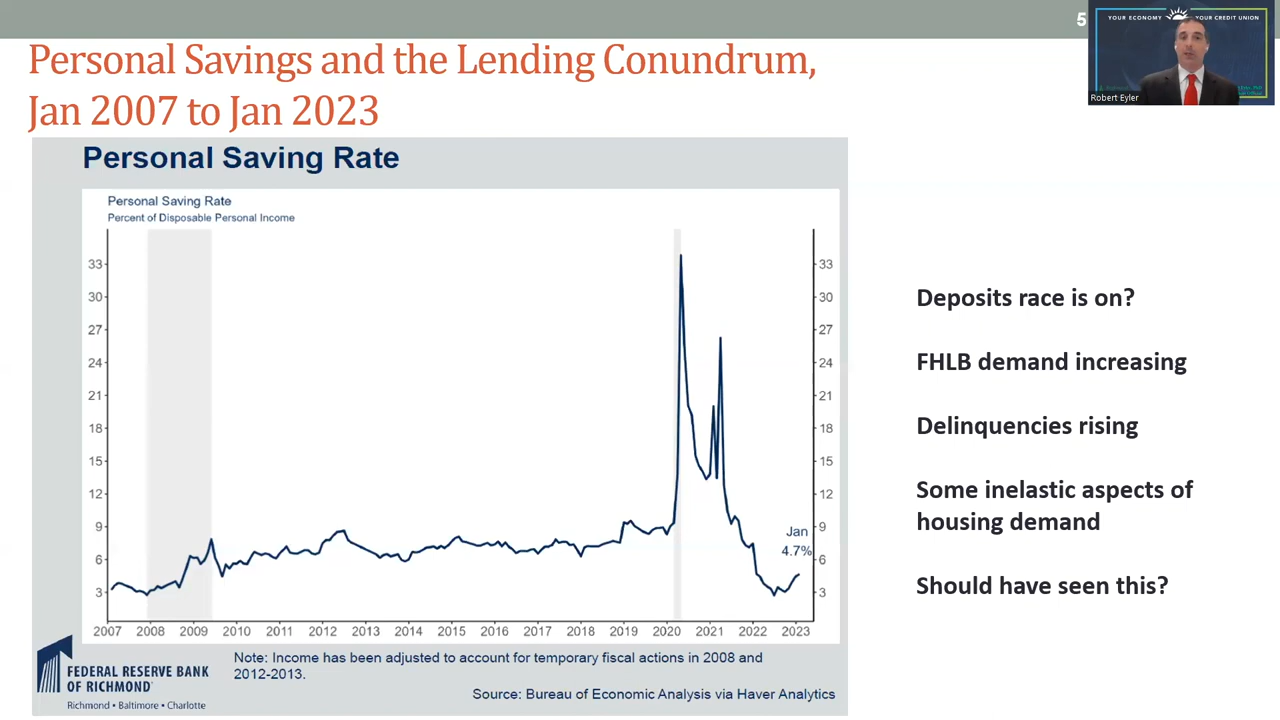 5
YOUR ECONOMY YOUR CREDIT UNION
Robert Eyler
Personal Savings and the Lending Conundrum,
Jan 2007 to Jan 2023
Personal Saving Rate
Personal Saving Rate
Percent of Disposable Personal Income
33 33
30 30
27 27
24 24
21 21
18 18
15 15
12 12
9 9
Jan
4.7%
6 6
3 3
2007 2008 2009 2010 2011 2012 2013 2014 2015 2016 2017 2018 2019 2020 2021 2022 2023
FEDERAL RESERVE BANK
OF RICHMOND
Richmond • Baltimore • Charlotte
Note: Income has been adjusted to account for temporary fiscal actions in 2008 and
2012-2013.
Source: Bureau of Economic Analysis via Haver Analytics
Deposits race is on?
FHLB demand increasing
Delinquencies rising
Some inelastic aspects of
housing demand
Should have seen this?